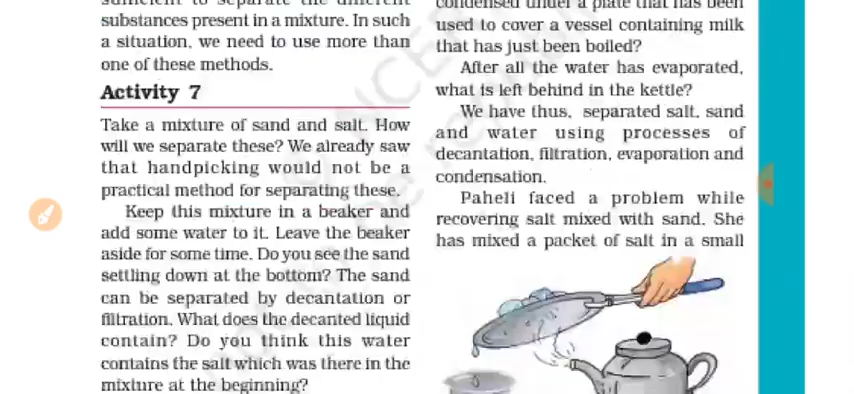 substances present in a mixture. In such
a situation, we need to use more than
one of these methods.
Activity 7
Take a mixture of sand and salt. How
will we separate these? We already saw
that handpicking would not be a
practical method for separating these.
Keep this mixture in a beaker and
add some water to it. Leave the beaker
aside for some time. Do you see the sand
settling down at the bottom? The sand
can be separated by decantation or
filtration. What does the decanted liquid
contain? Do you think this water
contains the salt which was there in the
mixture at the beginning?
condensed under a plate that has been
used to cover a vessel containing milk
that has just been boiled?
After all the water has evaporated,
what is left behind in the kettle?
We have thus, separated salt, sand
and water using processes of
decantation, filtration, evaporation and
condensation.
Paheli faced a problem while
recovering salt mixed with sand. She
has mixed a packet of salt in a small